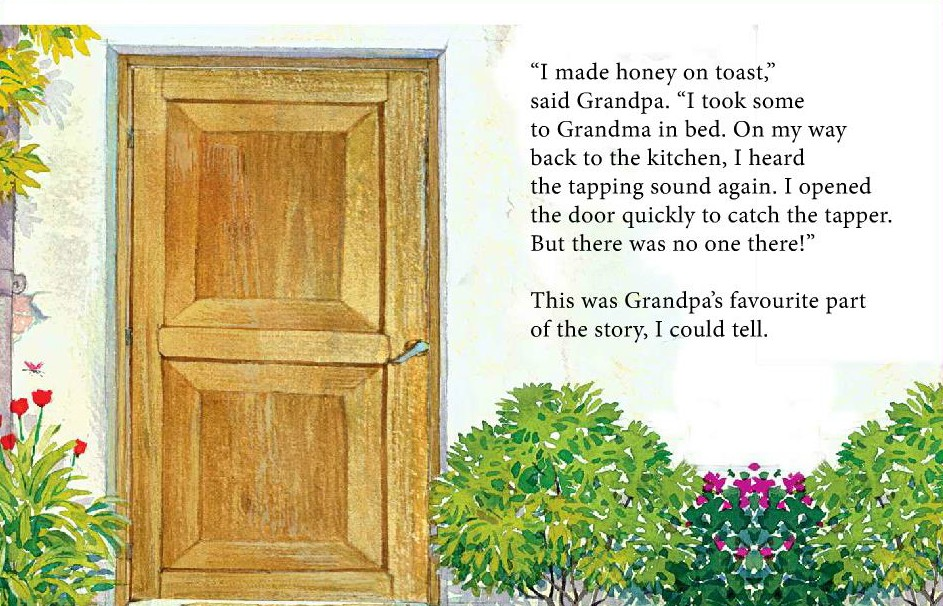 “I made honey on toast,”
said Grandpa. “I took some
to Grandma in bed. On my way
back to the kitchen, I heard
the tapping sound again. I opened
the door quickly to catch the tapper.
But there was no one there!”
This was Grandpa’s favourite part
of the story, I could tell.